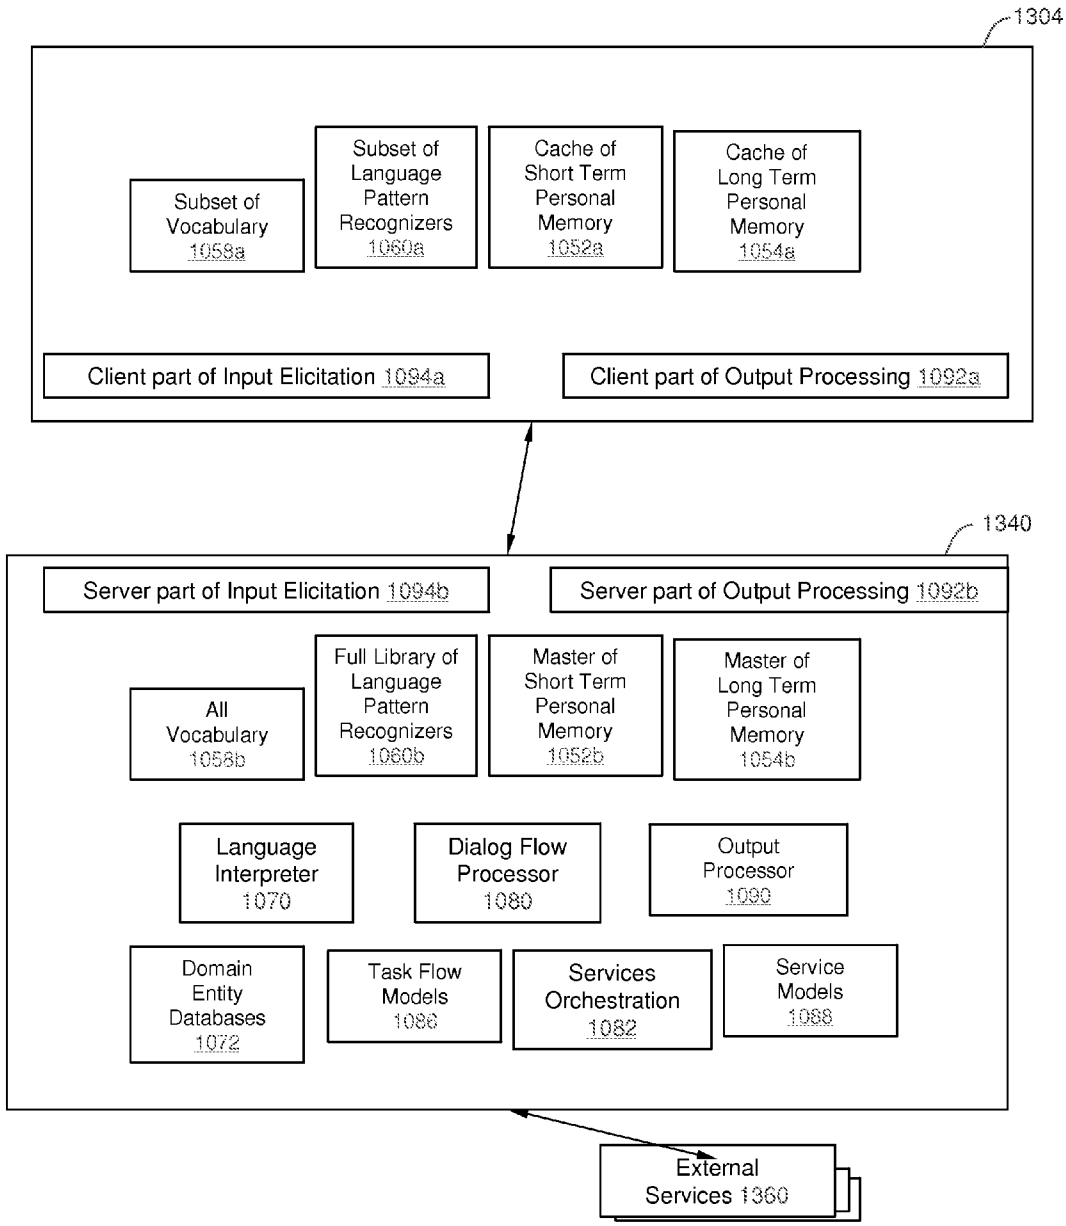 1304
Subset of
Vocabulary
1058a
Subset of
Language
Pattern
Recognizers
1060a
Cache of
Short Term
Personal
Memory
1052a
Cache of
Long Term
Personal
Memory
1054a
Client part of Input Elicitation 1094a
Client part of Output Processing 1092a
1340
Server part of Input Elicitation 1094b
Server part of Output Processing 1092b
All
Vocabulary
1058b
Full Library of
Language
Pattern
Recognizers
1060b
Master of
Short Term
Personal
Memory
1052b
Master of
Long Term
Personal
Memory
1054b
Language
Interpreter
1070
Dialog Flow
Processor
1080
Output
Processor
1090
Domain
Entity
Databases
1072
Task Flow
Models
1086
Services
Orchestration
1082
Service
Models
1088
External
Services 1360